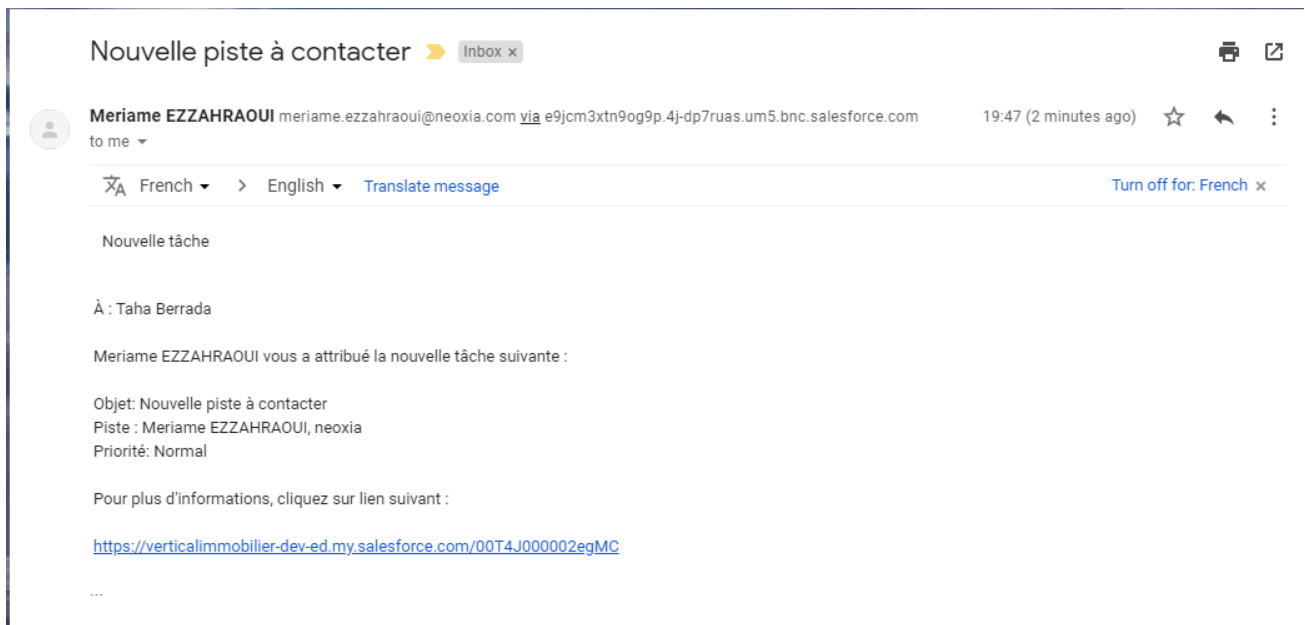 Nouvelle piste à contacter Inbox ×
Meriame EZZAHRAOUI meriame.ezzahraoui@neoxia.com via e9jcm3xtn9og9p.4j-dp7ruas.um5.bnc.salesforce.com 19:47 (2 minutes ago)
to me
French > English Translate message Turn off for: French ×
Nouvelle tâche
À : Taha Berrada
Meriame EZZAHRAOUI vous a attribué la nouvelle tâche suivante :
Objet: Nouvelle piste à contacter
Piste : Meriame EZZAHRAOUI, neoxia
Priorité: Normal
Pour plus d'informations, cliquez sur lien suivant :
https://verticalimmobilier-dev-ed.my.salesforce.com/00T4J000002egMC
...